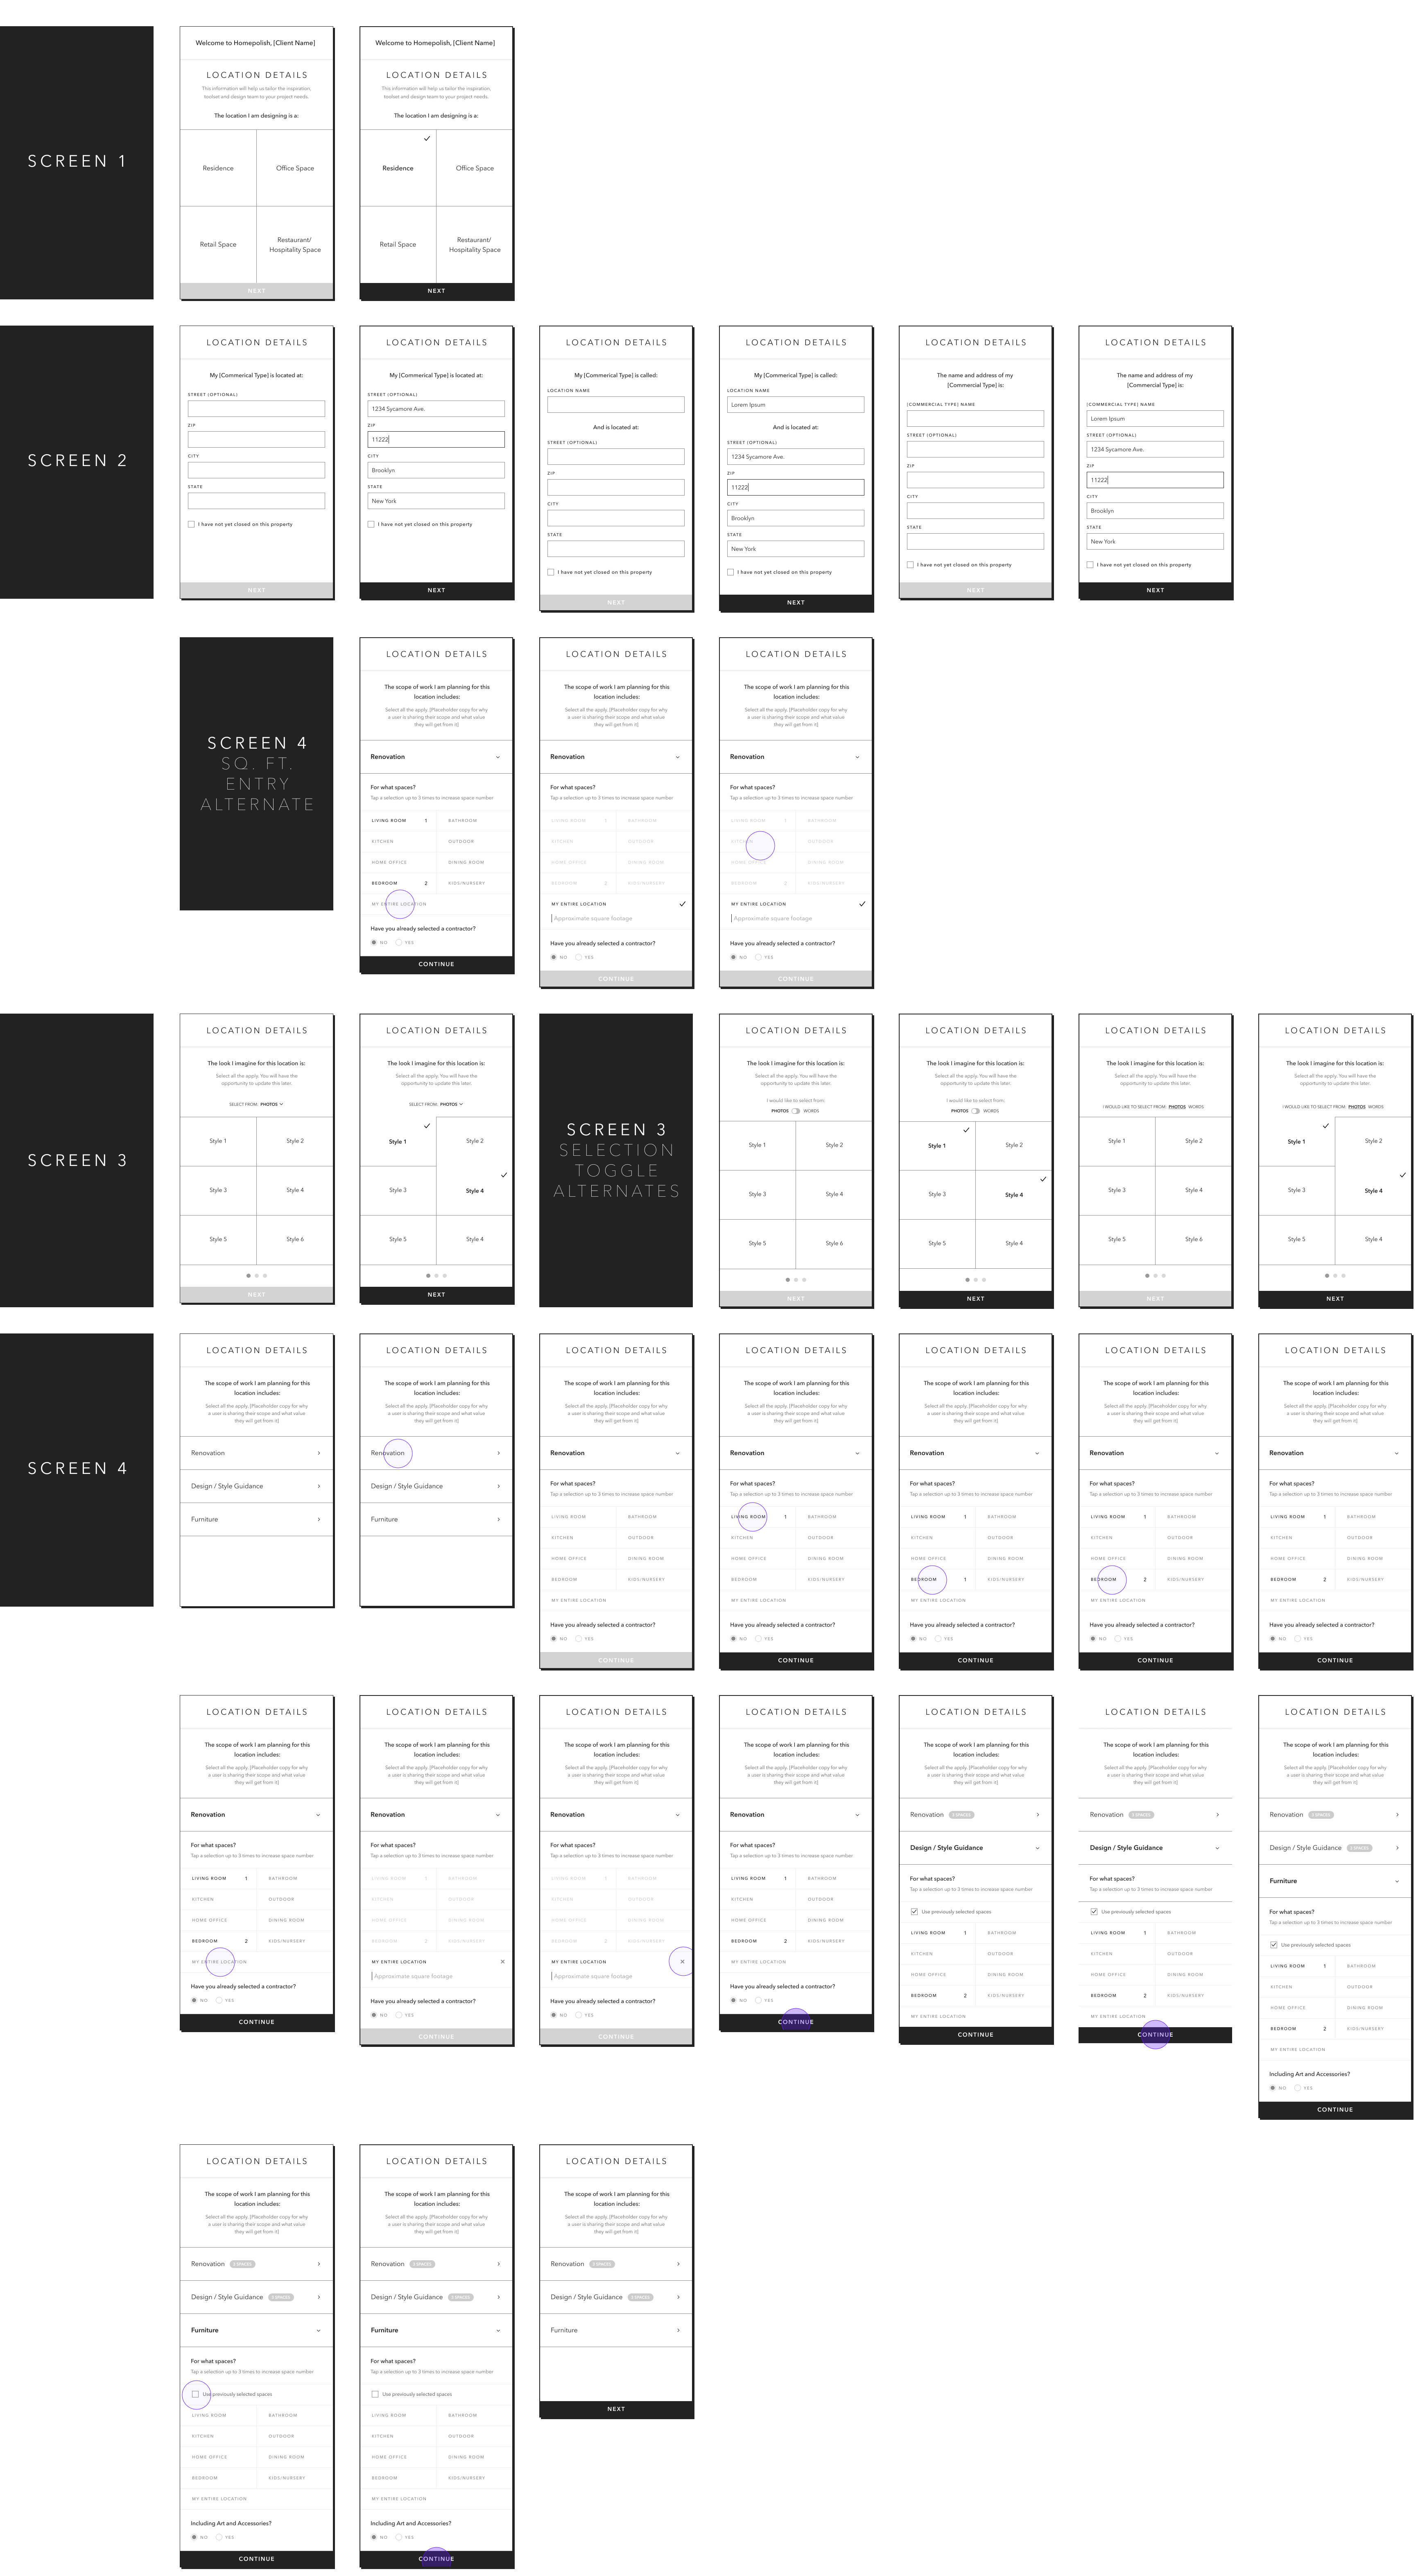 SCREEN 1
Welcome to Homepolish, [Client Name]
LOCATION DETAILS
This information will help us tailor the inspiration,
toolset and design team to your project needs.
The location I am designing is a:
Residence
Office Space
Retail Space
Restaurant/
Hospitality Space
NEXT
Welcome to Homepolish, [Client Name]
LOCATION DETAILS
This information will help us tailor the inspiration,
toolset and design team to your project needs.
The location I am designing is a:
Residence
Office Space
Retail Space
Restaurant/
Hospitality Space
NEXT
SCREEN 2
LOCATION DETAILS
My [Commerical Type] is located at:
STREET (OPTIONAL)
ZIP
CITY
STATE
I have not yet closed on this property
NEXT
LOCATION DETAILS
My [Commerical Type] is located at:
STREET (OPTIONAL)
1234 Sycamore Ave.
ZIP
11222
CITY
Brooklyn
STATE
New York
I have not yet closed on this property
NEXT
LOCATION DETAILS
My [Commerical Type] is called:
LOCATION NAME
And is located at:
STREET (OPTIONAL)
ZIP
CITY
STATE
I have not yet closed on this property
NEXT
LOCATION DETAILS
My [Commerical Type] is called:
LOCATION NAME
Lorem Ipsum
And is located at:
STREET (OPTIONAL)
1234 Sycamore Ave.
ZIP
11222
CITY
Brooklyn
STATE
New York
I have not yet closed on this property
NEXT
LOCATION DETAILS
The name and address of my
[Commercial Type] is:
[COMMERCIAL TYPE] NAME
STREET (OPTIONAL)
ZIP
CITY
STATE
I have not yet closed on this property
NEXT
LOCATION DETAILS
The name and address of my
[Commercial Type] is:
[COMMERCIAL TYPE] NAME
Lorem Ipsum
STREET (OPTIONAL)
1234 Sycamore Ave.
ZIP
11222
CITY
Brooklyn
STATE
New York
I have not yet closed on this property
NEXT
SCREEN 4
SQ. FT.
ENTRY
ALTERNATE
LOCATION DETAILS
The scope of work I am planning for this
location includes:
Select all the apply. [Placeholder copy for why
a user is sharing their scope and what value
they will get from it]
Renovation
For what spaces?
Tap a selection up to 3 times to increase space number
LIVING ROOM 1 BATHROOM
KITCHEN OUTDOOR
HOME OFFICE DINING ROOM
BEDROOM 2 KIDS/NURSERY
MY ENTIRE LOCATION
Have you already selected a contractor?
NO YES
CONTINUE
LOCATION DETAILS
The scope of work I am planning for this
location includes:
Select all the apply. [Placeholder copy for why
a user is sharing their scope and what value
they will get from it]
Renovation
For what spaces?
Tap a selection up to 3 times to increase space number
LIVING ROOM 1 BATHROOM
KITCHEN OUTDOOR
HOME OFFICE DINING ROOM
BEDROOM 2 KIDS/NURSERY
MY ENTIRE LOCATION
Approximate square footage
Have you already selected a contractor?
NO YES
CONTINUE
LOCATION DETAILS
The scope of work I am planning for this
location includes:
Select all the apply. [Placeholder copy for why
a user is sharing their scope and what value
they will get from it]
Renovation
For what spaces?
Tap a selection up to 3 times to increase space number
LIVING ROOM 1 BATHROOM
KITCHEN OUTDOOR
HOME OFFICE DINING ROOM
BEDROOM 2 KIDS/NURSERY
MY ENTIRE LOCATION
Approximate square footage
Have you already selected a contractor?
NO YES
CONTINUE
SCREEN 3
LOCATION DETAILS
The look I imagine for this location is:
Select all the apply. You will have the
opportunity to update this later.
SELECT FROM: PHOTOS
Style 1 Style 2
Style 3 Style 4
Style 5 Style 6
NEXT
LOCATION DETAILS
The look I imagine for this location is:
Select all the apply. You will have the
opportunity to update this later.
SELECT FROM: PHOTOS
Style 1 Style 2
Style 3 Style 4
Style 5 Style 4
NEXT
SCREEN 3
SELECTION
TOGGLE
ALTERNATES
LOCATION DETAILS
The look I imagine for this location is:
Select all the apply. You will have the
opportunity to update this later.
I would like to select from:
PHOTOS WORDS
Style 1 Style 2
Style 3 Style 4
Style 5 Style 6
NEXT
LOCATION DETAILS
The look I imagine for this location is:
Select all the apply. You will have the
opportunity to update this later.
I would like to select from:
PHOTOS WORDS
Style 1 Style 2
Style 3 Style 4
Style 5 Style 4
NEXT
LOCATION DETAILS
The look I imagine for this location is:
Select all the apply. You will have the
opportunity to update this later.
I WOULD LIKE TO SELECT FROM: PHOTOS WORDS
Style 1 Style 2
Style 3 Style 4
Style 5 Style 6
NEXT
LOCATION DETAILS
The look I imagine for this location is:
Select all the apply. You will have the
opportunity to update this later.
I WOULD LIKE TO SELECT FROM: PHOTOS WORDS
Style 1 Style 2
Style 3 Style 4
Style 5 Style 4
NEXT
SCREEN 4
LOCATION DETAILS
The scope of work I am planning for this
location includes:
Select all the apply. [Placeholder copy for why
a user is sharing their scope and what value
they will get from it]
Renovation
Design / Style Guidance
Furniture
LOCATION DETAILS
The scope of work I am planning for this
location includes:
Select all the apply. [Placeholder copy for why
a user is sharing their scope and what value
they will get from it]
Renovation
Design / Style Guidance
Furniture
LOCATION DETAILS
The scope of work I am planning for this
location includes:
Select all the apply. [Placeholder copy for why
a user is sharing their scope and what value
they will get from it]
Renovation
For what spaces?
Tap a selection up to 3 times to increase space number
LIVING ROOM BATHROOM
KITCHEN OUTDOOR
HOME OFFICE DINING ROOM
BEDROOM KIDS/NURSERY
MY ENTIRE LOCATION
Have you already selected a contractor?
NO YES
CONTINUE
LOCATION DETAILS
The scope of work I am planning for this
location includes:
Select all the apply. [Placeholder copy for why
a user is sharing their scope and what value
they will get from it]
Renovation
For what spaces?
Tap a selection up to 3 times to increase space number
LIVING ROOM 1 BATHROOM
KITCHEN OUTDOOR
HOME OFFICE DINING ROOM
BEDROOM KIDS/NURSERY
MY ENTIRE LOCATION
Have you already selected a contractor?
NO YES
CONTINUE
LOCATION DETAILS
The scope of work I am planning for this
location includes:
Select all the apply. [Placeholder copy for why
a user is sharing their scope and what value
they will get from it]
Renovation
For what spaces?
Tap a selection up to 3 times to increase space number
LIVING ROOM 1 BATHROOM
KITCHEN OUTDOOR
HOME OFFICE DINING ROOM
BEDROOM 1 KIDS/NURSERY
MY ENTIRE LOCATION
Have you already selected a contractor?
NO YES
CONTINUE
LOCATION DETAILS
The scope of work I am planning for this
location includes:
Select all the apply. [Placeholder copy for why
a user is sharing their scope and what value
they will get from it]
Renovation
For what spaces?
Tap a selection up to 3 times to increase space number
LIVING ROOM 1 BATHROOM
KITCHEN OUTDOOR
HOME OFFICE DINING ROOM
BEDROOM 2 KIDS/NURSERY
MY ENTIRE LOCATION
Have you already selected a contractor?
NO YES
CONTINUE
LOCATION DETAILS
The scope of work I am planning for this
location includes:
Select all the apply. [Placeholder copy for why
a user is sharing their scope and what value
they will get from it]
Renovation
For what spaces?
Tap a selection up to 3 times to increase space number
LIVING ROOM 1 BATHROOM
KITCHEN OUTDOOR
HOME OFFICE DINING ROOM
BEDROOM 2 KIDS/NURSERY
MY ENTIRE LOCATION
Have you already selected a contractor?
NO YES
CONTINUE
LOCATION DETAILS
The scope of work I am planning for this
location includes:
Select all the apply. [Placeholder copy for why
a user is sharing their scope and what value
they will get from it]
Renovation
For what spaces?
Tap a selection up to 3 times to increase space number
LIVING ROOM 1 BATHROOM
KITCHEN OUTDOOR
HOME OFFICE DINING ROOM
BEDROOM 2 KIDS/NURSERY
MY ENTIRE LOCATION
Have you already selected a contractor?
NO YES
CONTINUE
LOCATION DETAILS
The scope of work I am planning for this
location includes:
Select all the apply. [Placeholder copy for why
a user is sharing their scope and what value
they will get from it]
Renovation
For what spaces?
Tap a selection up to 3 times to increase space number
LIVING ROOM 1 BATHROOM
KITCHEN OUTDOOR
HOME OFFICE DINING ROOM
BEDROOM 2 KIDS/NURSERY
MY ENTIRE LOCATION
Approximate square footage
Have you already selected a contractor?
NO YES
CONTINUE
LOCATION DETAILS
The scope of work I am planning for this
location includes:
Select all the apply. [Placeholder copy for why
a user is sharing their scope and what value
they will get from it]
Renovation
For what spaces?
Tap a selection up to 3 times to increase space number
LIVING ROOM 1 BATHROOM
KITCHEN OUTDOOR
HOME OFFICE DINING ROOM
BEDROOM 2 KIDS/NURSERY
MY ENTIRE LOCATION
Approximate square footage
Have you already selected a contractor?
NO YES
CONTINUE
LOCATION DETAILS
The scope of work I am planning for this
location includes:
Select all the apply. [Placeholder copy for why
a user is sharing their scope and what value
they will get from it]
Renovation
For what spaces?
Tap a selection up to 3 times to increase space number
LIVING ROOM 1 BATHROOM
KITCHEN OUTDOOR
HOME OFFICE DINING ROOM
BEDROOM 2 KIDS/NURSERY
MY ENTIRE LOCATION
Have you already selected a contractor?
NO YES
CONTINUE
LOCATION DETAILS
The scope of work I am planning for this
location includes:
Select all the apply. [Placeholder copy for why
a user is sharing their scope and what value
they will get from it]
Renovation 3 SPACES
Design / Style Guidance
For what spaces?
Tap a selection up to 3 times to increase space number
Use previously selected spaces
LIVING ROOM 1 BATHROOM
KITCHEN OUTDOOR
HOME OFFICE DINING ROOM
BEDROOM 2 KIDS/NURSERY
MY ENTIRE LOCATION
CONTINUE
LOCATION DETAILS
The scope of work I am planning for this
location includes:
Select all the apply. [Placeholder copy for why
a user is sharing their scope and what value
they will get from it]
Renovation 3 SPACES
Design / Style Guidance
For what spaces?
Tap a selection up to 3 times to increase space number
Use previously selected spaces
LIVING ROOM 1 BATHROOM
KITCHEN OUTDOOR
HOME OFFICE DINING ROOM
BEDROOM 2 KIDS/NURSERY
MY ENTIRE LOCATION
CONTINUE
LOCATION DETAILS
The scope of work I am planning for this
location includes:
Select all the apply. [Placeholder copy for why
a user is sharing their scope and what value
they will get from it]
Renovation 3 SPACES
Design / Style Guidance 3 SPACES
Furniture
For what spaces?
Tap a selection up to 3 times to increase space number
Use previously selected spaces
LIVING ROOM 1 BATHROOM
KITCHEN OUTDOOR
HOME OFFICE DINING ROOM
BEDROOM 2 KIDS/NURSERY
MY ENTIRE LOCATION
Including Art and Accessories?
NO YES
CONTINUE
LOCATION DETAILS
The scope of work I am planning for this
location includes:
Select all the apply. [Placeholder copy for why
a user is sharing their scope and what value
they will get from it]
Renovation 3 SPACES
Design / Style Guidance 3 SPACES
Furniture
For what spaces?
Tap a selection up to 3 times to increase space number
Use previously selected spaces
LIVING ROOM BATHROOM
KITCHEN OUTDOOR
HOME OFFICE DINING ROOM
BEDROOM KIDS/NURSERY
MY ENTIRE LOCATION
Including Art and Accessories?
NO YES
CONTINUE
LOCATION DETAILS
The scope of work I am planning for this
location includes:
Select all the apply. [Placeholder copy for why
a user is sharing their scope and what value
they will get from it]
Renovation 3 SPACES
Design / Style Guidance 3 SPACES
Furniture
For what spaces?
Tap a selection up to 3 times to increase space number
Use previously selected spaces
LIVING ROOM BATHROOM
KITCHEN OUTDOOR
HOME OFFICE DINING ROOM
BEDROOM KIDS/NURSERY
MY ENTIRE LOCATION
Including Art and Accessories?
NO YES
CONTINUE
LOCATION DETAILS
The scope of work I am planning for this
location includes:
Select all the apply. [Placeholder copy for why
a user is sharing their scope and what value
they will get from it]
Renovation 3 SPACES
Design / Style Guidance 3 SPACES
Furniture
NEXT